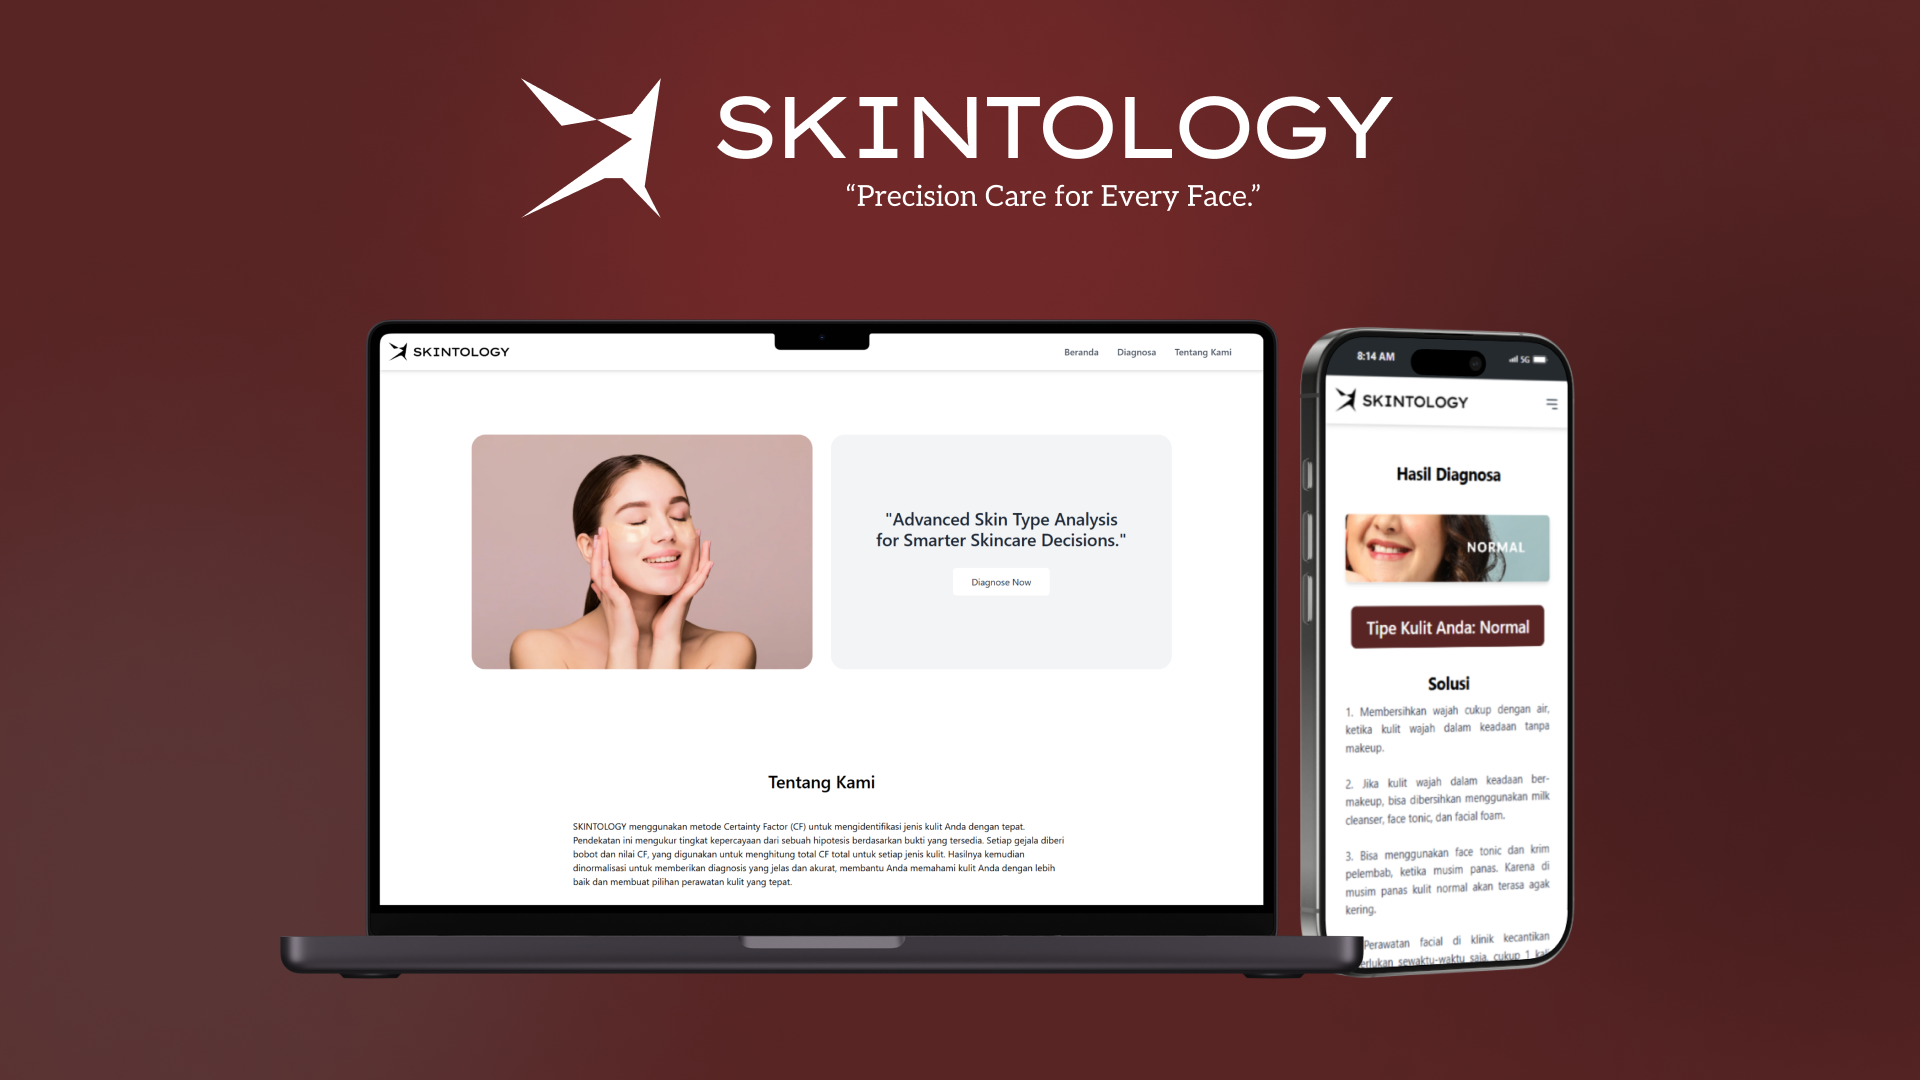 SKINTOLOGY
“Precision Care for Every Face.”
SKINTOLOGY
Beranda Diagnosa Tentang Kami
"Advanced Skin Type Analysis
for Smarter Skincare Decisions."
Diagnose Now
Tentang Kami
SKINTOLOGY menggunakan metode Certainty Factor (CF) untuk mengidentifikasi jenis kulit Anda dengan tepat.
Pendekatan ini mengukur tingkat kepercayaan dari sebuah hipotesis berdasarkan bukti yang tersedia. Setiap gejala diberi
bobot dan nilai CF, yang digunakan untuk menghitung total CF total untuk setiap jenis kulit. Hasilnya kemudian
dinormalisasi untuk memberikan diagnosis yang jelas dan akurat, membantu Anda memahami kulit Anda dengan lebih
baik dan membuat pilihan perawatan kulit yang tepat.
8:14 AM
5G
SKINTOLOGY
Hasil Diagnosa
NORMAL
Tipe Kulit Anda: Normal
Solusi
1. Membersihkan wajah cukup dengan air,
ketika kulit wajah dalam keadaan tanpa
makeup.
2. Jika kulit wajah dalam keadaan ber-
makeup, bisa dibersihkan menggunakan milk
cleanser, face tonic, dan facial foam.
3. Bisa menggunakan face tonic dan krim
pelembab, ketika musim panas. Karena di
musim panas kulit normal akan terasa agak
kering.
Perawatan facial di klinik kecantikan
sewaktu-waktu saja, cukup 1